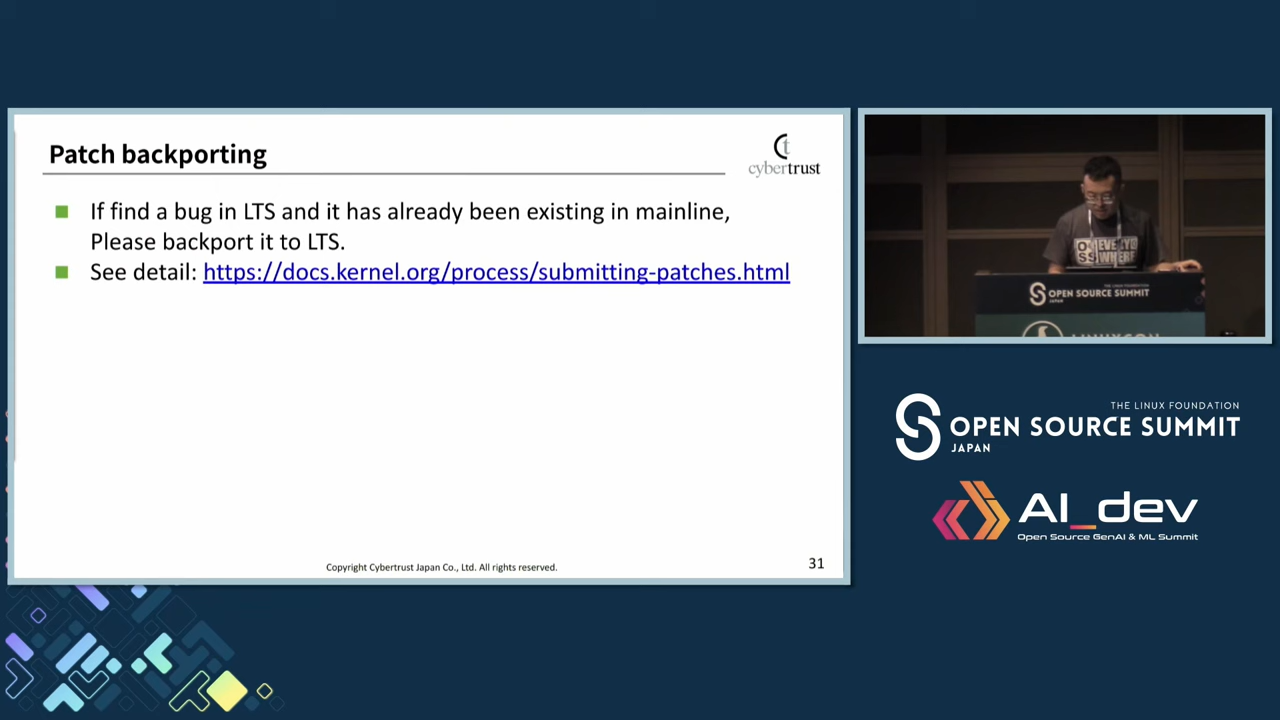 Patch backporting
cybertrust
If find a bug in LTS and it has already been existing in mainline,
Please backport it to LTS.
See detail: https://docs.kernel.org/process/submitting-patches.html
Copyright Cybertrust Japan Co., Ltd. All rights reserved.
31
OPEN SOURCE SUMMIT
JAPAN
THE LINUX FOUNDATION
OPEN SOURCE SUMMIT
JAPAN
AI_dev
Open Source GenAI & ML Summit